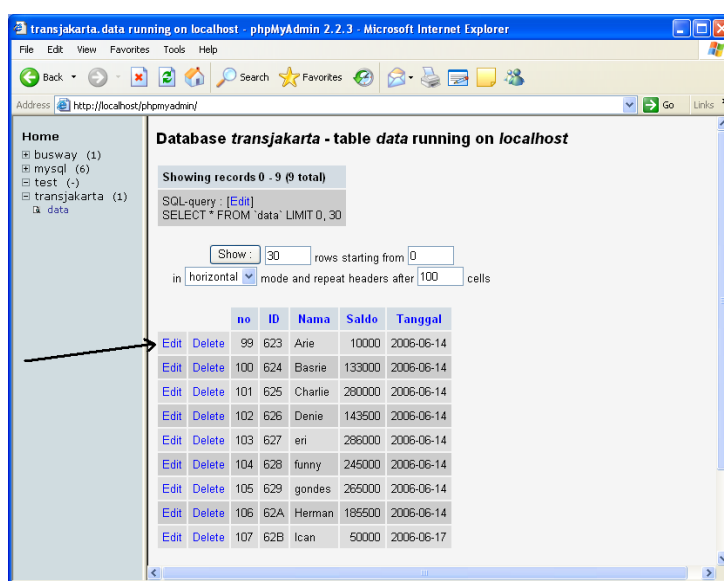 transjakarta.data running on localhost - phpMyAdmin 2.2.3 - Microsoft Internet Explorer
File Edit View Favorites Tools Help
Back Search Favorites
Address http://localhost/phpmyadmin/ Go Links
Home
busway (1)
mysql (6)
test (-)
transjakarta (1)
data
Database transjakarta - table data running on localhost
Showing records 0 - 9 (9 total)
SQL-query : [Edit]
SELECT * FROM `data` LIMIT 0, 30
Show : 30 rows starting from 0
in horizontal mode and repeat headers after 100 cells
no ID Nama Saldo Tanggal
Edit Delete 99 623 Arie 10000 2006-06-14
Edit Delete 100 624 Basrie 133000 2006-06-14
Edit Delete 101 625 Charlie 280000 2006-06-14
Edit Delete 102 626 Denie 143500 2006-06-14
Edit Delete 103 627 eri 286000 2006-06-14
Edit Delete 104 628 funny 245000 2006-06-14
Edit Delete 105 629 gondes 265000 2006-06-14
Edit Delete 106 62A Herman 185500 2006-06-14
Edit Delete 107 62B Ican 50000 2006-06-17